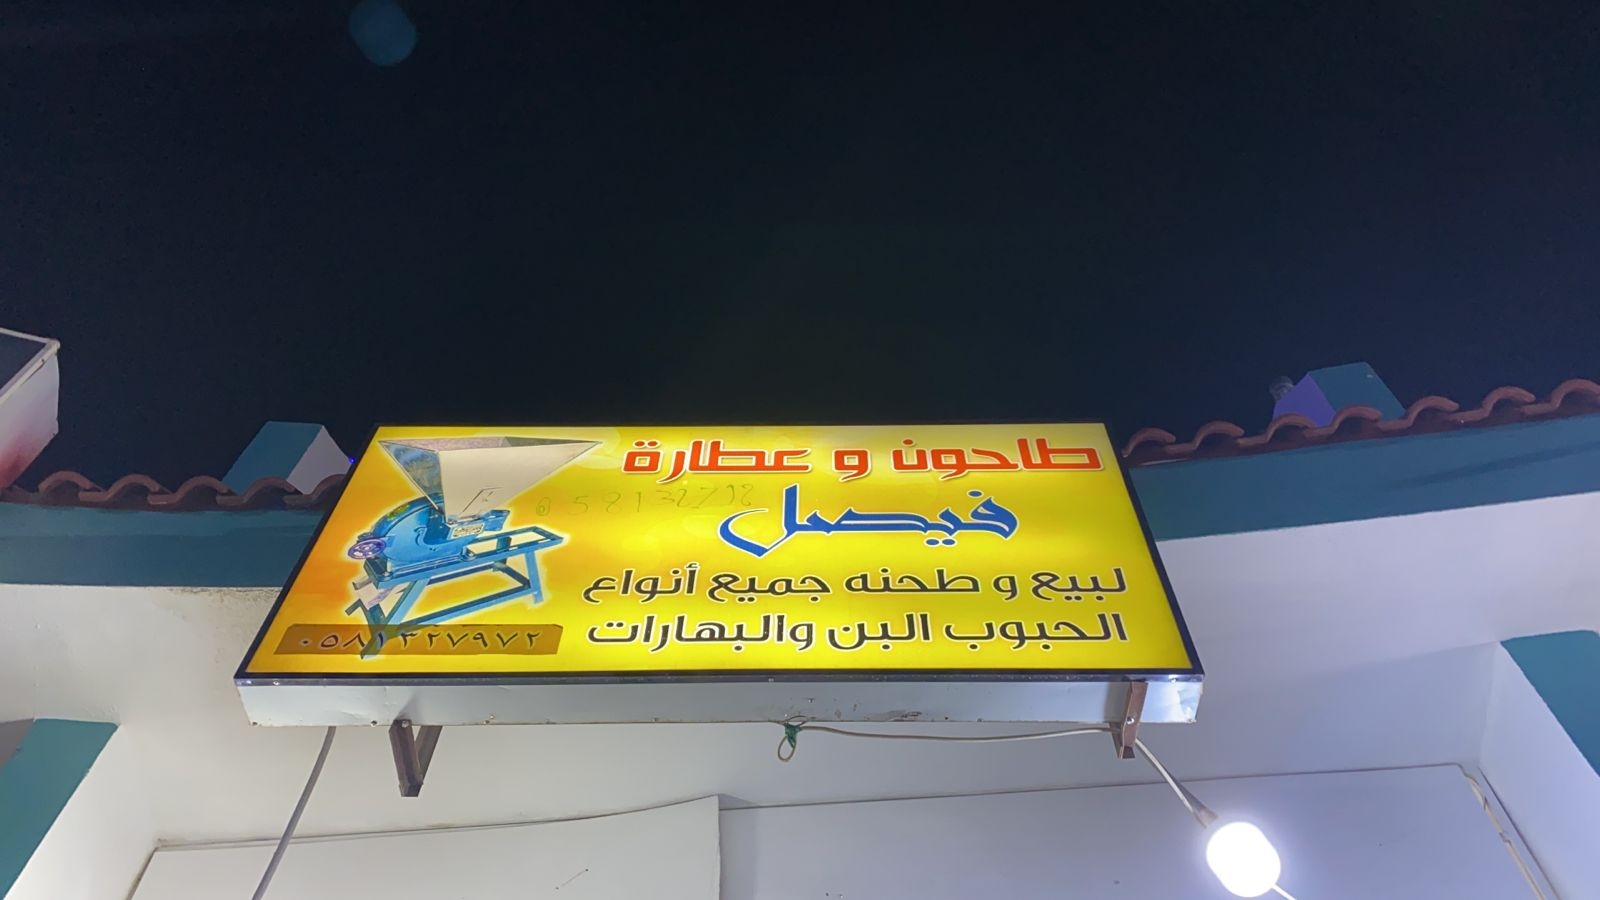 طاحون و عطارة
فيصل
لبيع و طحنه جميع أنواع
الحبوب البن والبهارات
٠٥٨١٣٢٧٩٧٢